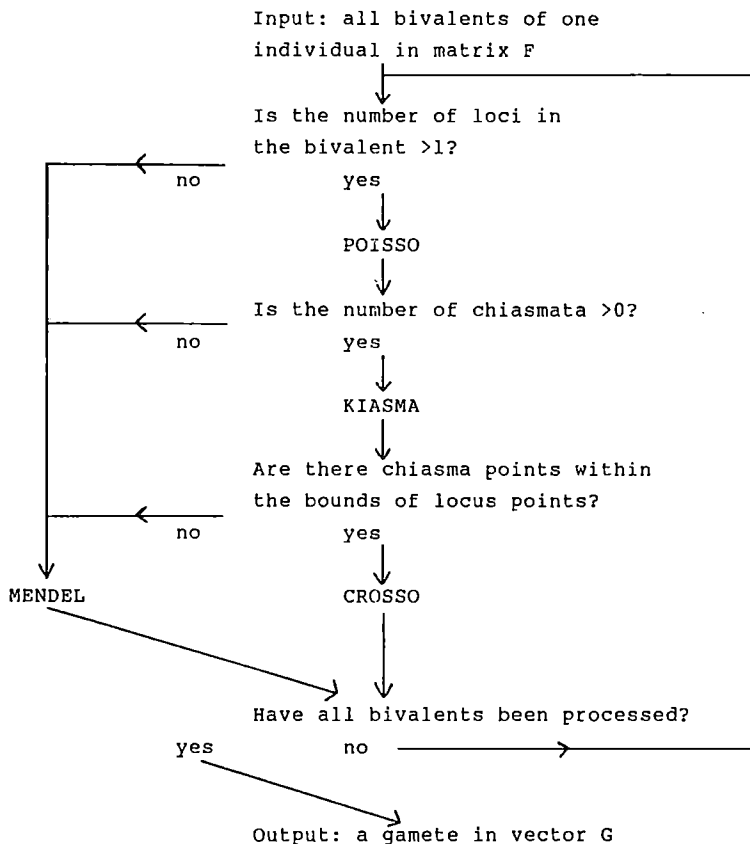 Input: all bivalents of one
individual in matrix F
Is the number of loci in
the bivalent >1?
no
yes
POISSO
Is the number of chiasmata >0?
no
yes
KIASMA
Are there chiasma points within
the bounds of locus points?
no
yes
MENDEL
CROSSO
Have all bivalents been processed?
yes
no
Output: a gamete in vector G